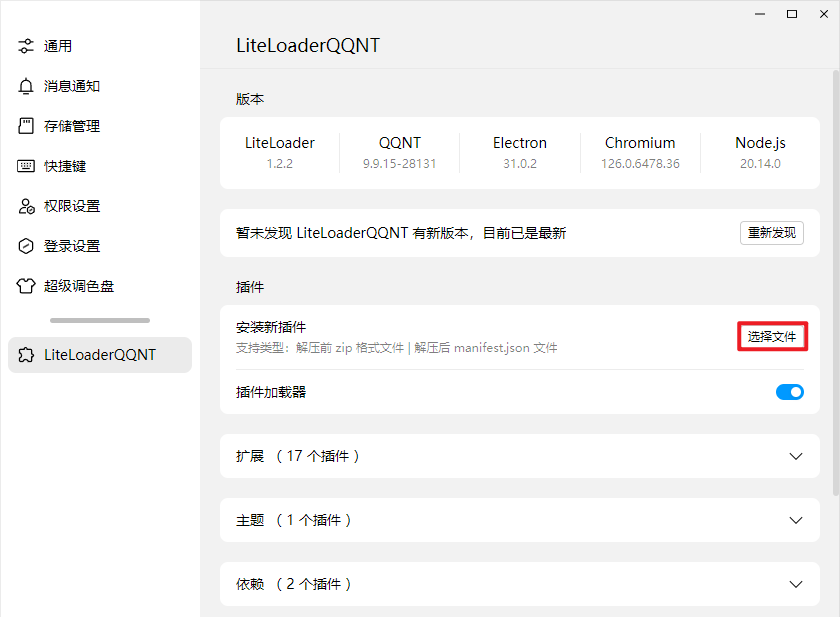 LiteLoaderQQNT
通用
消息通知
存储管理
快捷键
权限设置
登录设置
超级调色盘
LiteLoaderQQNT
版本
LiteLoader QQNT Electron Chromium Node.js
1.2.2 9.9.15-28131 31.0.2 126.0.6478.36 20.14.0
暂未发现 LiteLoaderQQNT 有新版本，目前已是最新 重新发现
插件
安装新插件
支持类型：解压前 zip 格式文件 | 解压后 manifest.json 文件
选择文件
插件加载器
扩展 （ 17 个插件 ）
主题 （ 1 个插件 ）
依赖 （ 2 个插件 ）